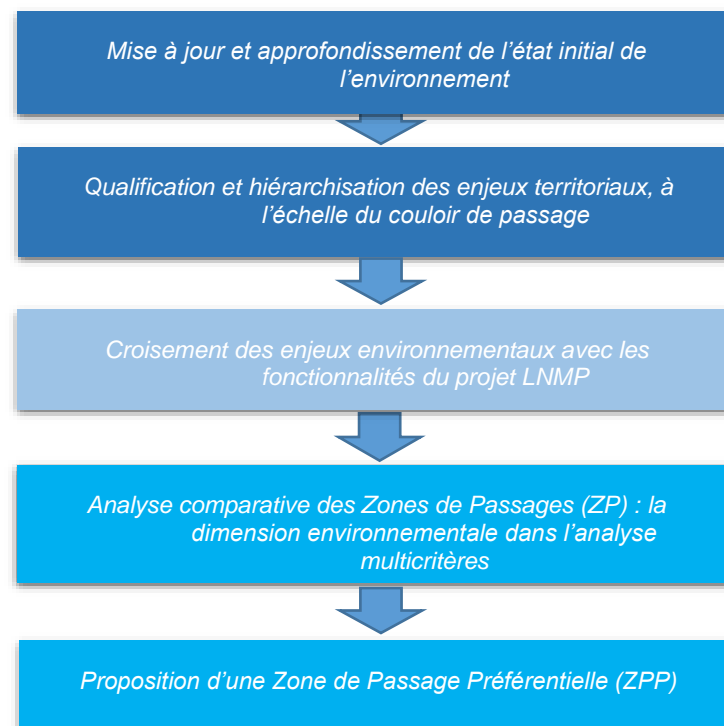 Mise à jour et approfondissement de l’état initial de
l’environnement
Qualification et hiérarchisation des enjeux territoriaux, à
l’échelle du couloir de passage
Croisement des enjeux environnementaux avec les
fonctionnalités du projet LNMP
Analyse comparative des Zones de Passages (ZP) : la
dimension environnementale dans l’analyse
multicritères
Proposition d’une Zone de Passage Préférentielle (ZPP)